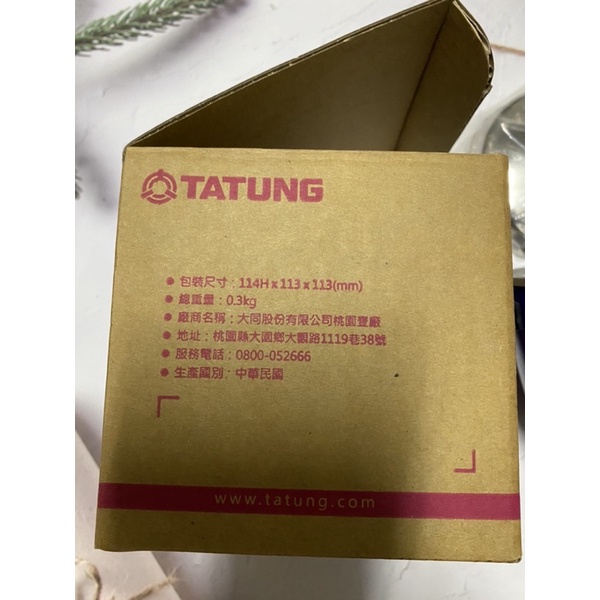 TATUNG
● 包裝尺寸：114H x 113 x 113(mm)
● 總重量：0.3kg
● 廠商名稱：大同股份有限公司桃園壹廠
● 地址：桃園縣大園鄉大觀路1119巷38號
● 服務電話：0800-052666
● 生產國別：中華民國
www.tatung.com